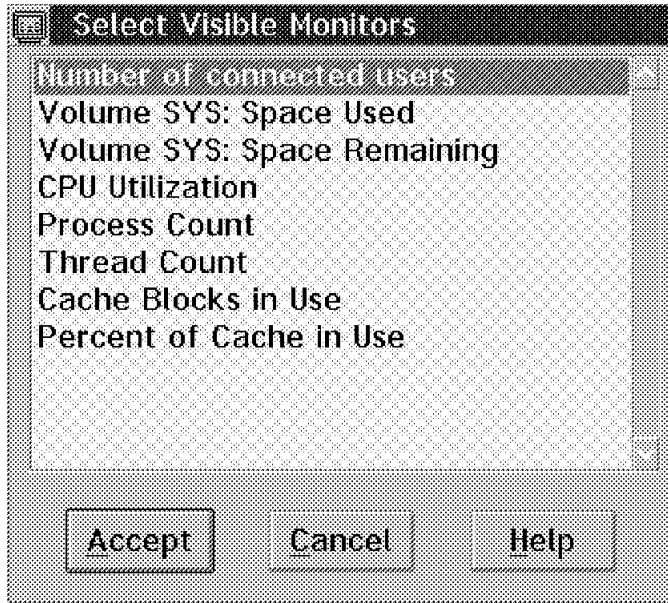 Select Visible Monitors
Number of connected users
Volume SYS: Space Used
Volume SYS: Space Remaining
CPU Utilization
Process Count
Thread Count
Cache Blocks in Use
Percent of Cache in Use
Accept Cancel Help